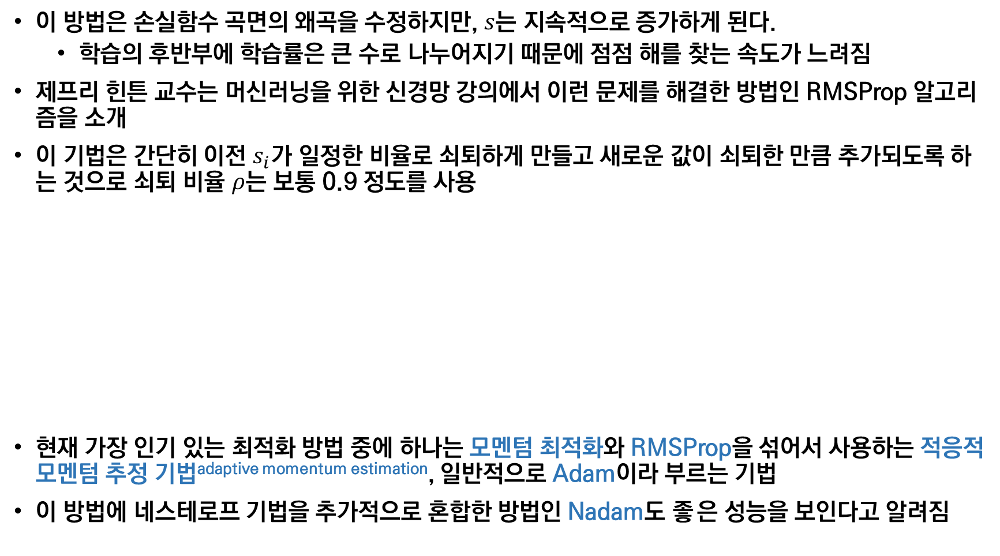 • 이 방법은 손실함수 곡면의 왜곡을 수정하지만, s는 지속적으로 증가하게 된다.
• 학습의 후반부에 학습률은 큰 수로 나누어지기 때문에 점점 해를 찾는 속도가 느려짐
• 제프리 힌튼 교수는 머신러닝을 위한 신경망 강의에서 이런 문제를 해결한 방법인 RMSProp 알고리
즘을 소개
• 이 기법은 간단히 이전 sᵢ가 일정한 비율로 쇠퇴하게 만들고 새로운 값이 쇠퇴한 만큼 추가되도록 하
는 것으로 쇠퇴 비율 ρ는 보통 0.9 정도를 사용
• 현재 가장 인기 있는 최적화 방법 중에 하나는 모멘텀 최적화와 RMSProp을 섞어서 사용하는 적응적
모멘텀 추정 기법adaptive momentum estimation, 일반적으로 Adam이라 부르는 기법
• 이 방법에 네스테로프 기법을 추가적으로 혼합한 방법인 Nadam도 좋은 성능을 보인다고 알려짐